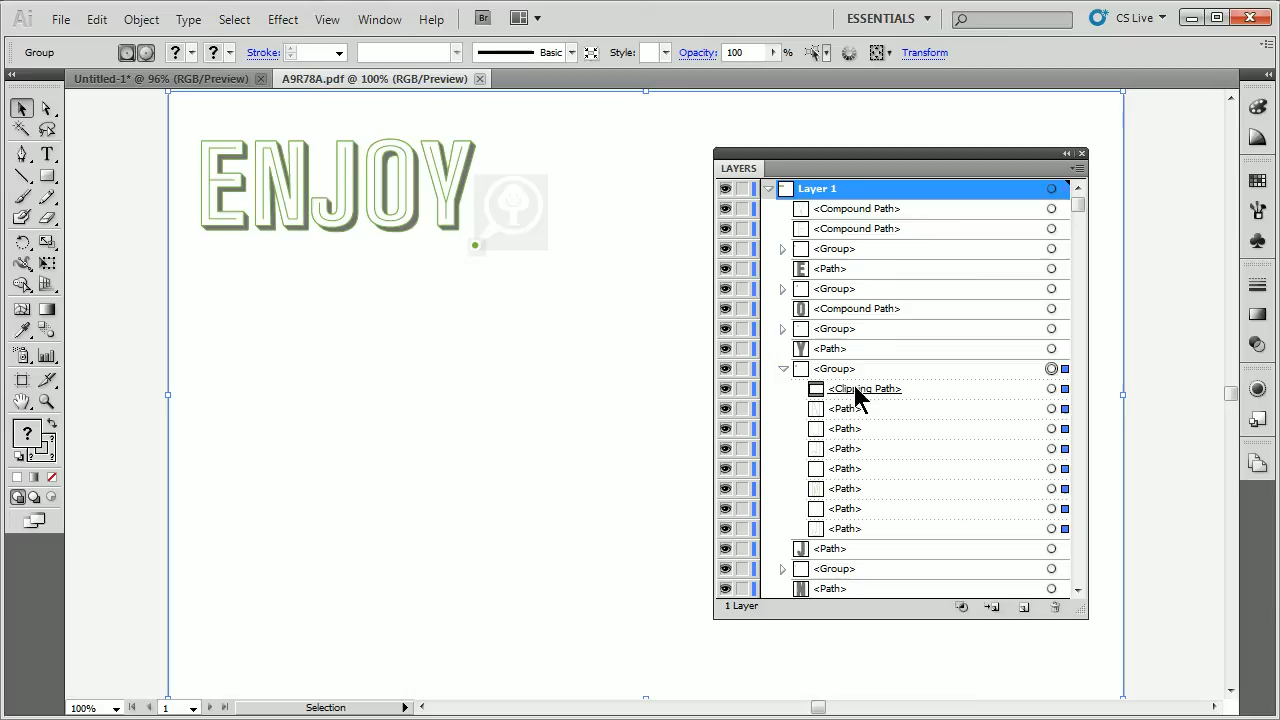 Ai File Edit Object Type Select Effect View Window Help Br ESSENTIALS CS Live
Group ? ? Stroke: Basic Style: Opacity: 100 % Transform
Untitled-1* @ 96% (RGB/Preview) A9R78A.pdf @ 100% (RGB/Preview)
ENJOY
LAYERS
Layer 1
<Compound Path>
<Compound Path>
<Group>
<Path>
<Group>
<Compound Path>
<Group>
<Path>
<Group>
<Clipping Path>
<Path>
<Path>
<Path>
<Path>
<Path>
<Path>
<Path>
<Path>
<Group>
<Path>
1 Layer
100% 1 Selection